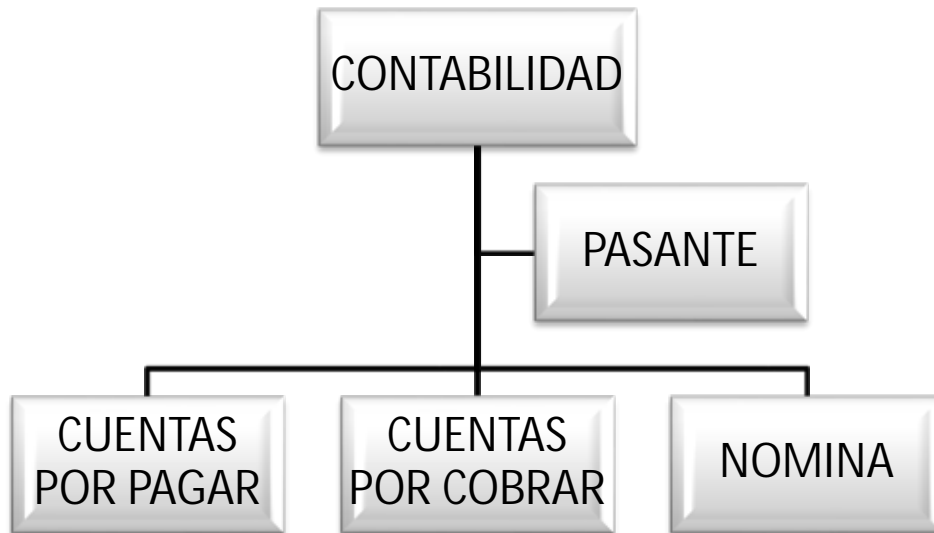 CONTABILIDAD
PASANTE
CUENTAS
POR PAGAR
CUENTAS
POR COBRAR
NOMINA